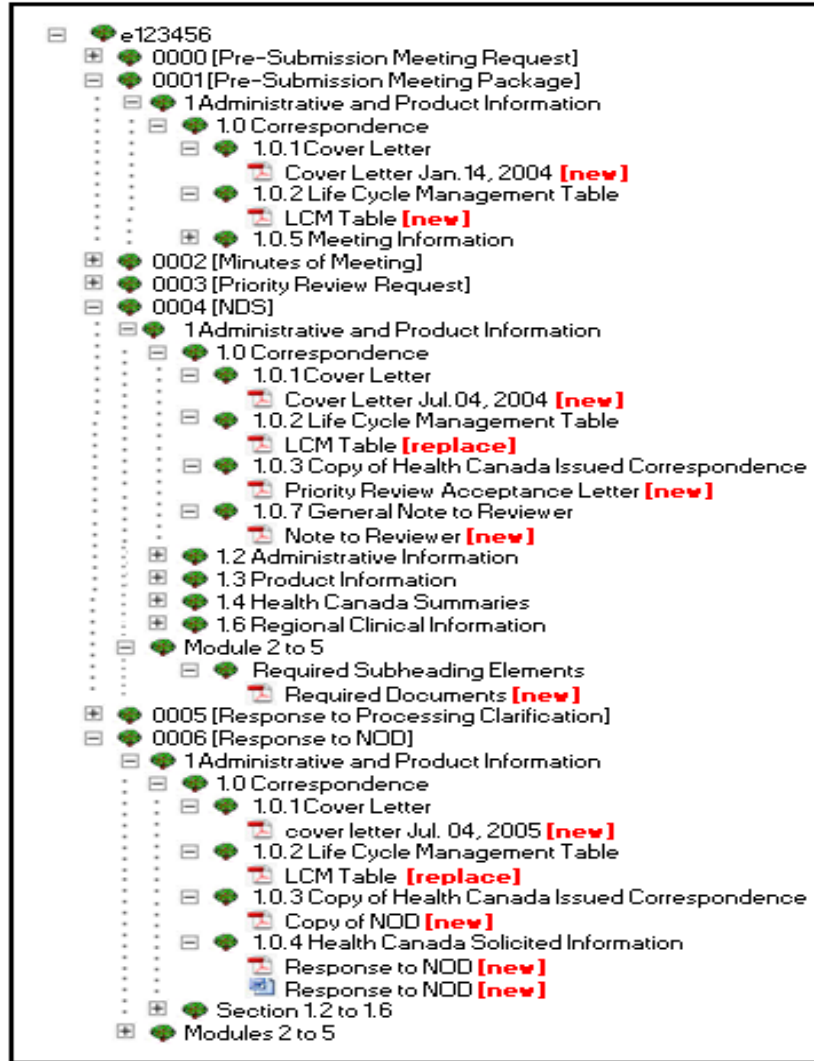 e123456
0000 [Pre-Submission Meeting Request]
0001 [Pre-Submission Meeting Package]
1 Administrative and Product Information
1.0 Correspondence
1.0.1 Cover Letter
Cover Letter Jan. 14, 2004 [new]
1.0.2 Life Cycle Management Table
LCM Table [new]
1.0.5 Meeting Information
0002 [Minutes of Meeting]
0003 [Priority Review Request]
0004 [NDS]
1 Administrative and Product Information
1.0 Correspondence
1.0.1 Cover Letter
Cover Letter Jul. 04, 2004 [new]
1.0.2 Life Cycle Management Table
LCM Table [replace]
1.0.3 Copy of Health Canada Issued Correspondence
Priority Review Acceptance Letter [new]
1.0.7 General Note to Reviewer
Note to Reviewer [new]
1.2 Administrative Information
1.3 Product Information
1.4 Health Canada Summaries
1.6 Regional Clinical Information
Module 2 to 5
Required Subheading Elements
Required Documents [new]
0005 [Response to Processing Clarification]
0006 [Response to NOD]
1 Administrative and Product Information
1.0 Correspondence
1.0.1 Cover Letter
cover letter Jul. 04, 2005 [new]
1.0.2 Life Cycle Management Table
LCM Table [replace]
1.0.3 Copy of Health Canada Issued Correspondence
Copy of NOD [new]
1.0.4 Health Canada Solicited Information
Response to NOD [new]
Response to NOD [new]
Section 1.2 to 1.6
Modules 2 to 5